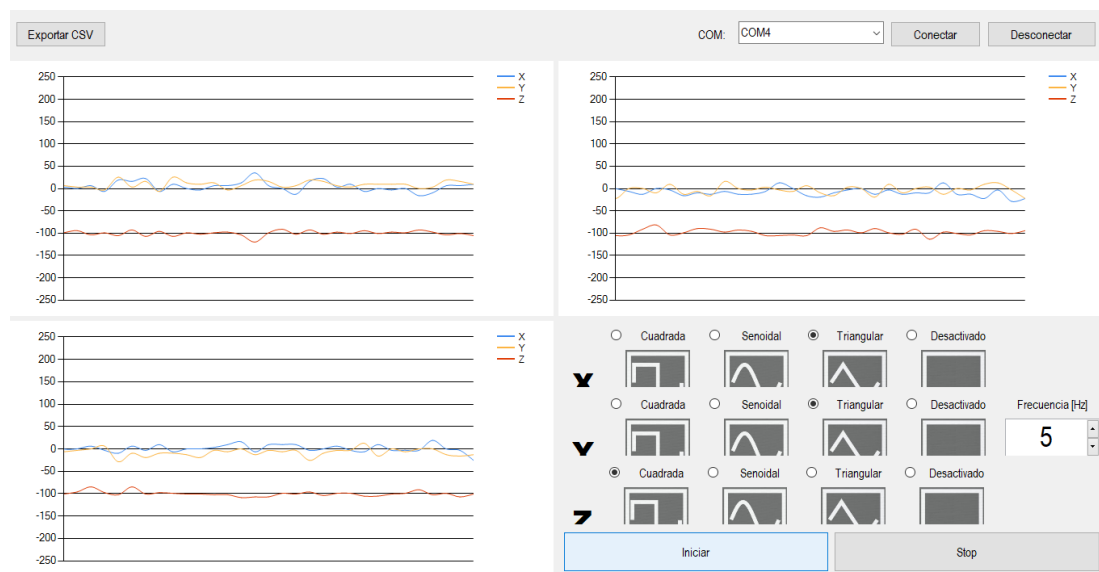 Exportar CSV COM: COM4 Conectar Desconectar
250 X
Y
200 Z
150
100
50
0
-50
-100
-150
-200
-250
250 X
Y
200 Z
150
100
50
0
-50
-100
-150
-200
-250
250 X
Y
200 Z
150
100
50
0
-50
-100
-150
-200
-250
Cuadrada Senoidal Triangular Desactivado
X
Cuadrada Senoidal Triangular Desactivado Frecuencia [Hz]
Y 5
Cuadrada Senoidal Triangular Desactivado
Z
Iniciar Stop